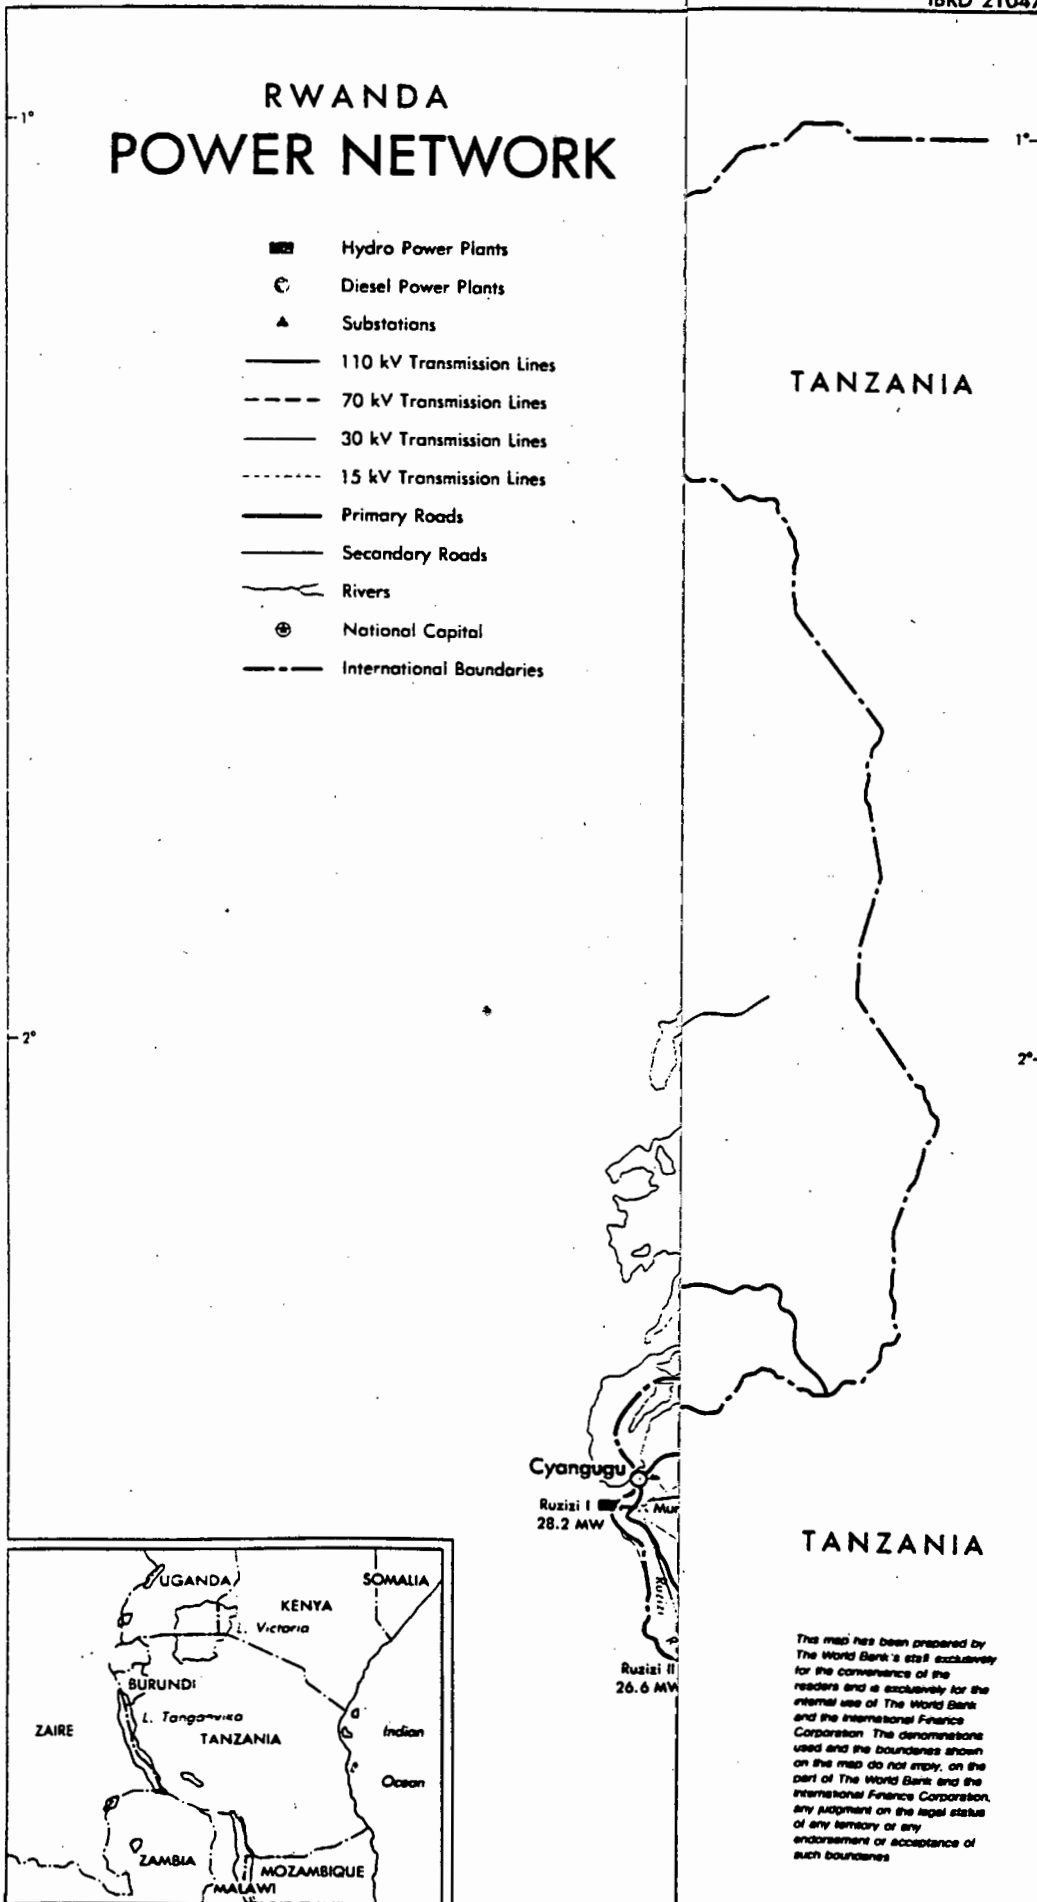 IBRD 21047
RWANDA
POWER NETWORK
Hydro Power Plants
Diesel Power Plants
Substations
110 kV Transmission Lines
70 kV Transmission Lines
30 kV Transmission Lines
15 kV Transmission Lines
Primary Roads
Secondary Roads
Rivers
National Capital
International Boundaries
1°
1°
TANZANIA
2°
2°
Cyangugu
Ruzizi I
28.2 MW
Mur
Ruzizi
Ruzizi II
26.6 MW
TANZANIA
This map has been prepared by
The World Bank's staff exclusively
for the convenience of the
readers and is exclusively for the
internal use of The World Bank
and the International Finance
Corporation. The denominations
used and the boundaries shown
on this map do not imply, on the
part of The World Bank and the
International Finance Corporation,
any judgment on the legal status
of any territory or any
endorsement or acceptance of
such boundaries
UGANDA
SOMALIA
KENYA
L. Victoria
BURUNDI
L. Tanganyika
ZAIRE
TANZANIA
Indian
Ocean
ZAMBIA
MOZAMBIQUE
MALAWI